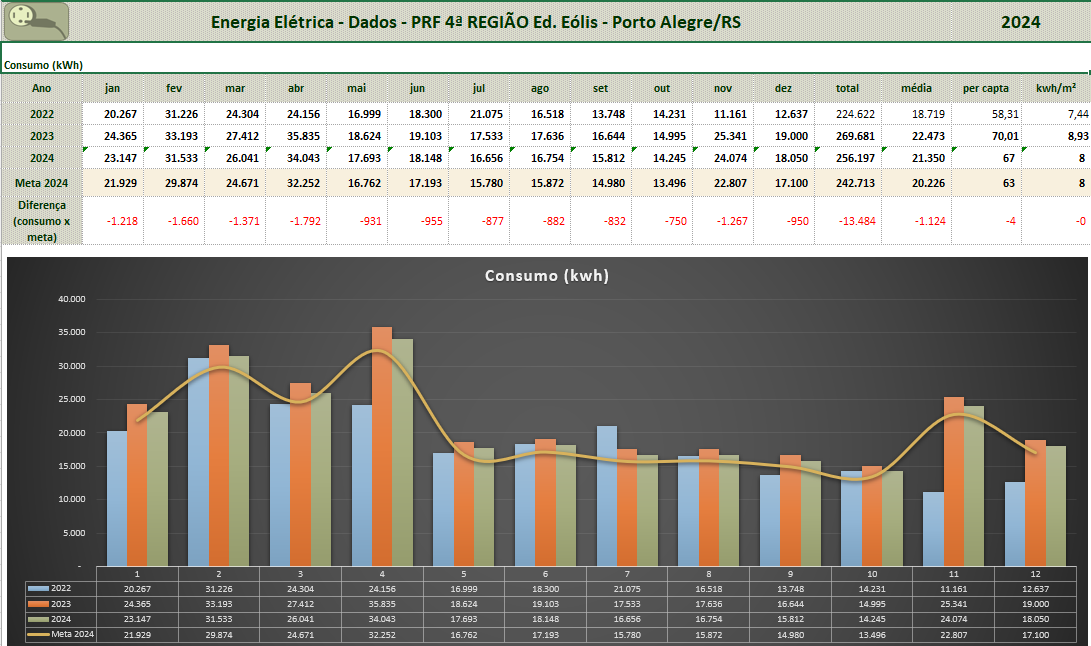 Energia Elétrica - Dados - PRF 4ª REGIÃO Ed. Eólis - Porto Alegre/RS 2024
Consumo (kWh)
Ano jan fev mar abr mai jun jul ago set out nov dez total média per capta kwh/m²
2022 20.267 31.226 24.304 24.156 16.999 18.300 21.075 16.518 13.748 14.231 11.161 12.637 224.622 18.719 58,31 7,44
2023 24.365 33.193 27.412 35.835 18.624 19.103 17.533 17.636 16.644 14.995 25.341 19.000 269.681 22.473 70,01 8,93
2024 23.147 31.533 26.041 34.043 17.693 18.148 16.656 16.754 15.812 14.245 24.074 18.050 256.197 21.350 67 8
Meta 2024 21.929 29.874 24.671 32.252 16.762 17.193 15.780 15.872 14.980 13.496 22.807 17.100 242.713 20.226 63 8
Diferença
(consumo x
meta)
-1.218 -1.660 -1.371 -1.792 -931 -955 -877 -882 -832 -750 -1.267 -950 -13.484 -1.124 -4 -0
Consumo (kwh)
40.000
35.000
30.000
25.000
20.000
15.000
10.000
5.000
-
1 2 3 4 5 6 7 8 9 10 11 12
2022 20.267 31.226 24.304 24.156 16.999 18.300 21.075 16.518 13.748 14.231 11.161 12.637
2023 24.365 33.193 27.412 35.835 18.624 19.103 17.533 17.636 16.644 14.995 25.341 19.000
2024 23.147 31.533 26.041 34.043 17.693 18.148 16.656 16.754 15.812 14.245 24.074 18.050
Meta 2024 21.929 29.874 24.671 32.252 16.762 17.193 15.780 15.872 14.980 13.496 22.807 17.100